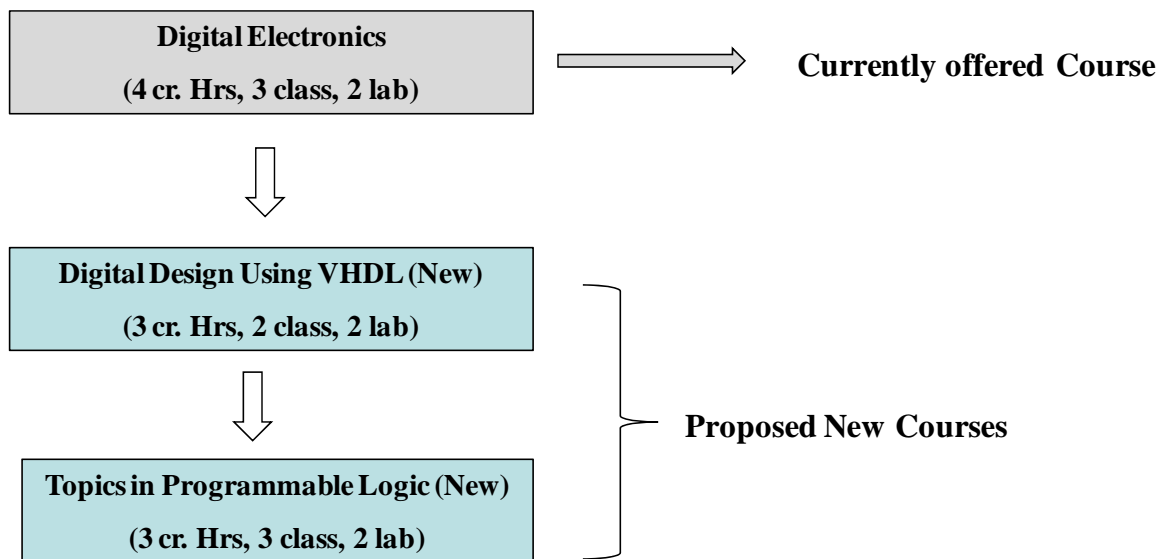 Digital Electronics
(4 cr. Hrs, 3 class, 2 lab)
Currently offered Course
Digital Design Using VHDL (New)
(3 cr. Hrs, 2 class, 2 lab)
Proposed New Courses
Topics in Programmable Logic (New)
(3 cr. Hrs, 3 class, 2 lab)